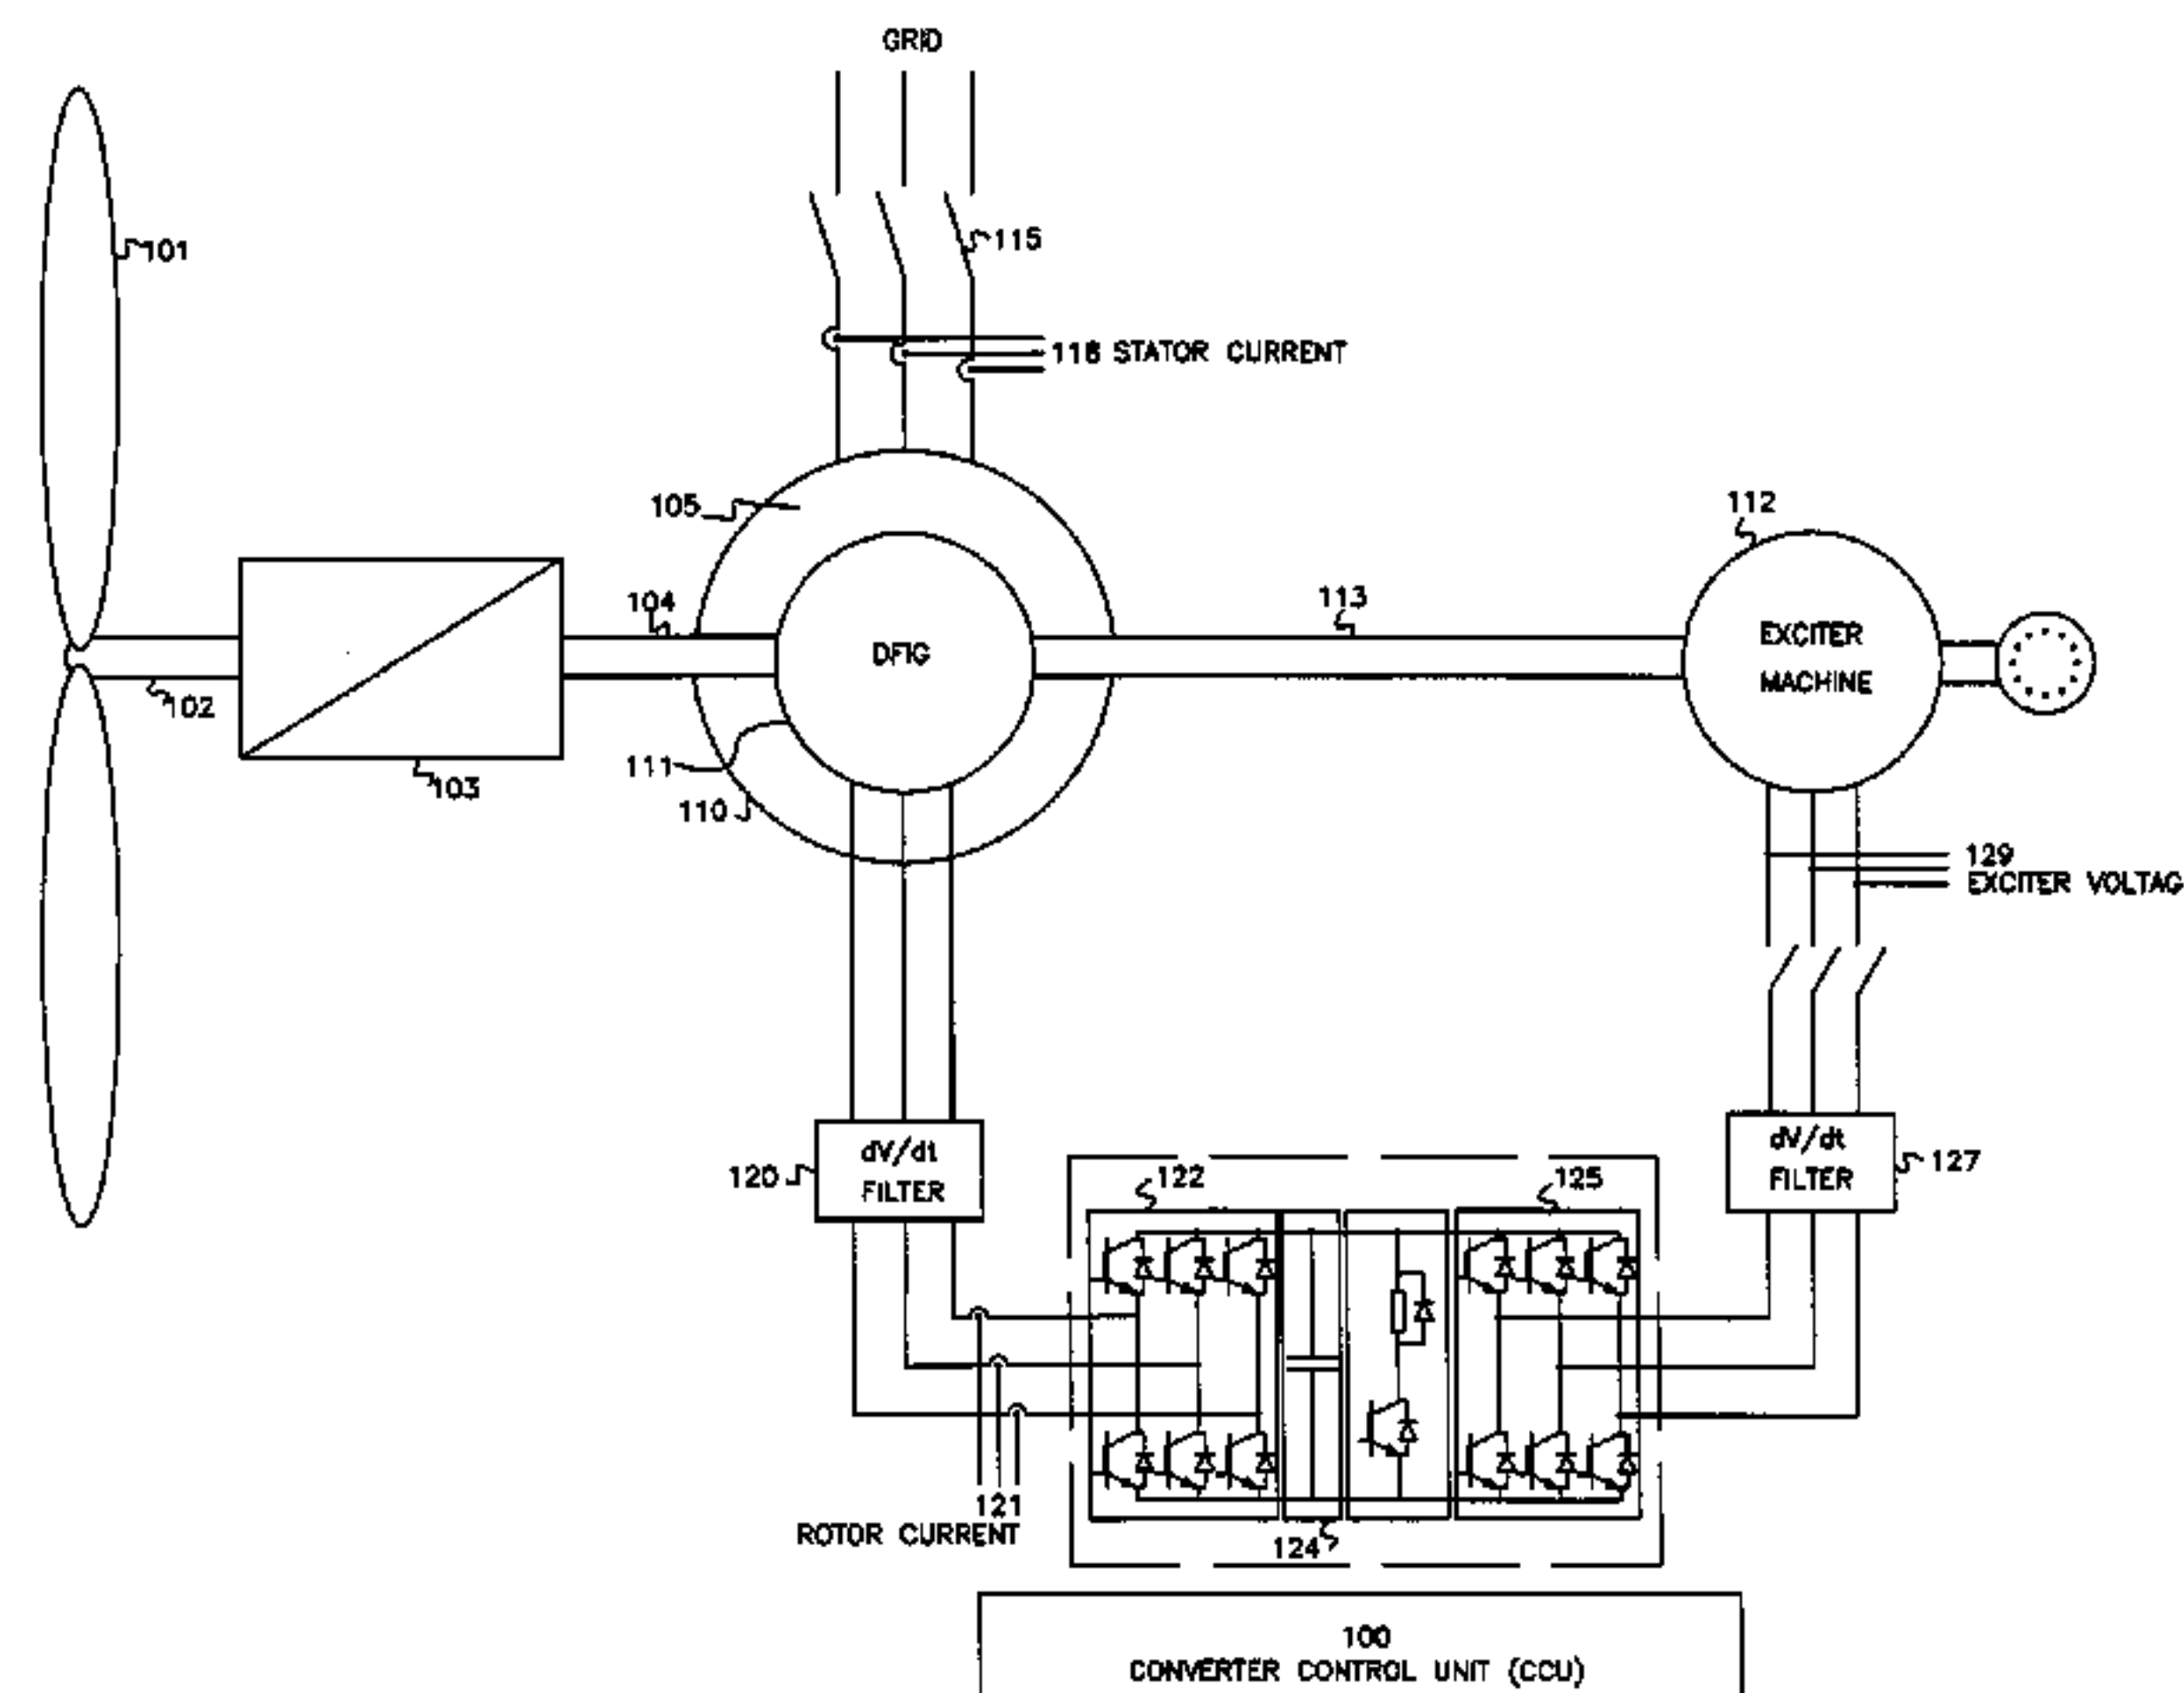 GRID
101
115
118 STATOR CURRENT
105
112
104
113
DFIG
EXCITER
MACHINE
102
111
103
110
129
EXCITER VOLTAG
dV/dt
FILTER
120
dV/dt
FILTER
127
122
125
121
ROTOR CURRENT
124
100
CONVERTER CONTROL UNIT (CCU)